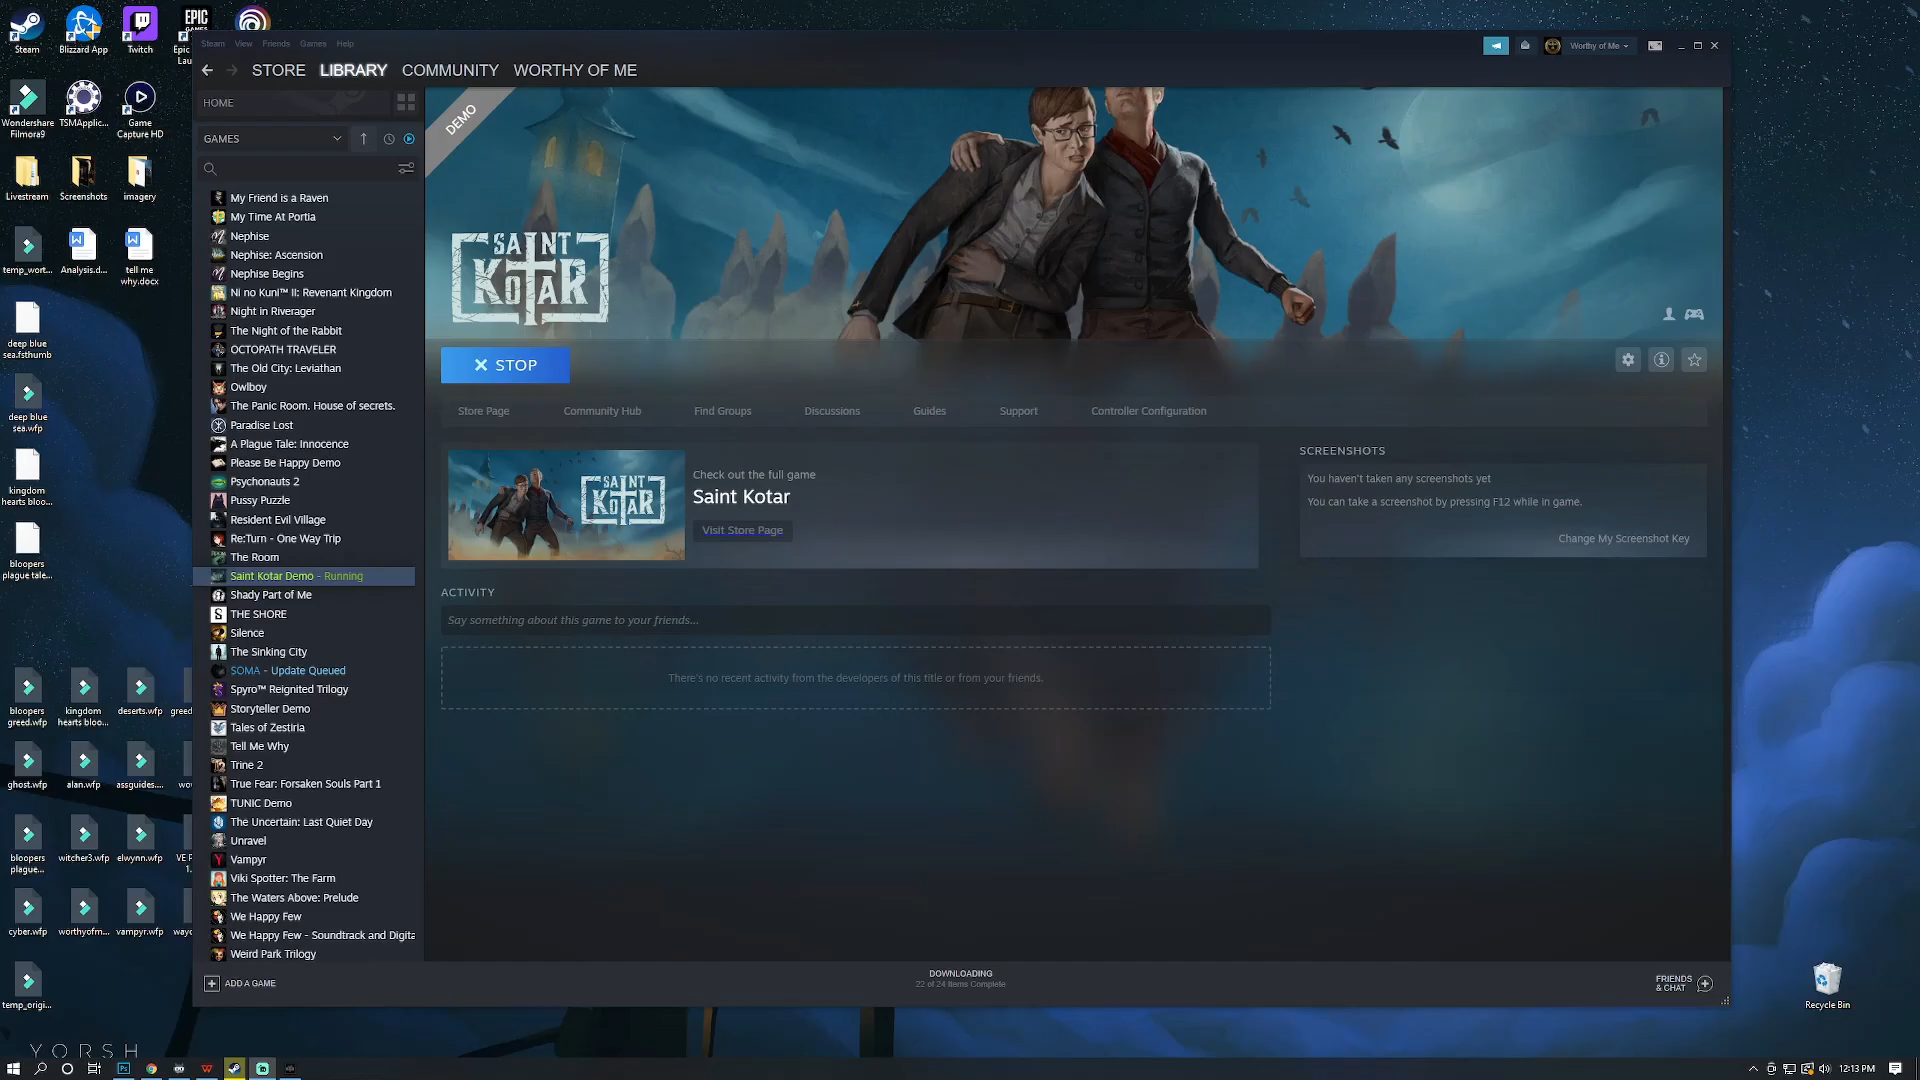 Steam
Blizzard App
Twitch
EPIC
GAMES
Epic
Lau
Steam View Friends Games Help
Worthy of Me
STORE LIBRARY COMMUNITY WORTHY OF ME
Wondershare
Filmora9
TSMApplic...
Game
Capture HD
Livestream
Screenshots
imagery
temp_wort...
Analysis.d...
tell me
why.docx
deep blue
sea.fsthumb
deep blue
sea.wfp
kingdom
hearts bloo...
bloopers
plague tale...
bloopers
greed.wfp
kingdom
hearts bloo...
deserts.wfp
greed
ghost.wfp
alan.wfp
assguides....
wov
bloopers
plague...
witcher3.wfp
elwynn.wfp
VE P
1.
cyber.wfp
worthyofm...
vampyr.wfp
wayc
temp_origi...
YORSH
HOME
GAMES
My Friend is a Raven
My Time At Portia
Nephise
Nephise: Ascension
Nephise Begins
Ni no Kuni™ II: Revenant Kingdom
Night in Riverager
The Night of the Rabbit
OCTOPATH TRAVELER
The Old City: Leviathan
Owlboy
The Panic Room. House of secrets.
Paradise Lost
A Plague Tale: Innocence
Please Be Happy Demo
Psychonauts 2
Pussy Puzzle
Resident Evil Village
Re:Turn - One Way Trip
The Room
Saint Kotar Demo - Running
Shady Part of Me
THE SHORE
Silence
The Sinking City
SOMA - Update Queued
Spyro™ Reignited Trilogy
Storyteller Demo
Tales of Zestiria
Tell Me Why
Trine 2
True Fear: Forsaken Souls Part 1
TUNIC Demo
The Uncertain: Last Quiet Day
Unravel
Vampyr
Viki Spotter: The Farm
The Waters Above: Prelude
We Happy Few
We Happy Few - Soundtrack and Digita
Weird Park Trilogy
ADD A GAME
DEMO
SAINT
KOTAR
STOP
Store Page Community Hub Find Groups Discussions Guides Support Controller Configuration
SAINT
KOTAR
Check out the full game
Saint Kotar
Visit Store Page
SCREENSHOTS
You haven't taken any screenshots yet
You can take a screenshot by pressing F12 while in game.
Change My Screenshot Key
ACTIVITY
Say something about this game to your friends...
There's no recent activity from the developers of this title or from your friends.
DOWNLOADING
22 of 24 Items Complete
FRIENDS
& CHAT
Recycle Bin
12:13 PM